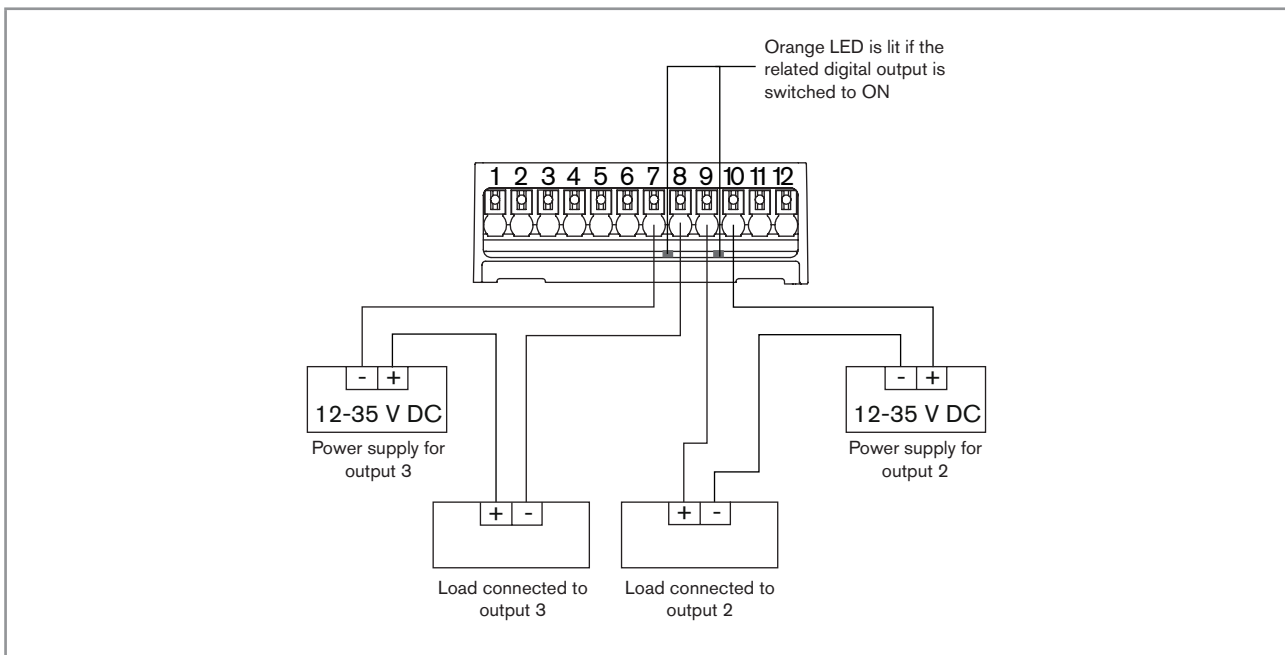 Orange LED is lit if the
related digital output is
switched to ON
1 2 3 4 5 6 7 8 9 10 11 12
- +
12-35 V DC
Power supply for
output 3
- +
12-35 V DC
Power supply for
output 2
+ -
Load connected to
output 3
+ -
Load connected to
output 2